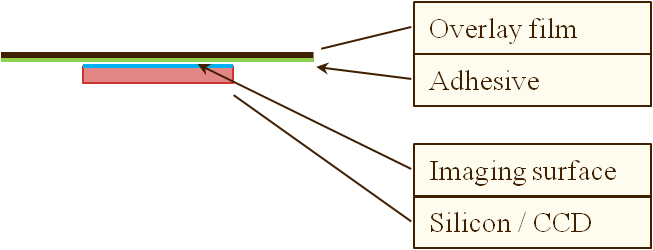 Overlay film
Adhesive
Imaging surface
Silicon / CCD